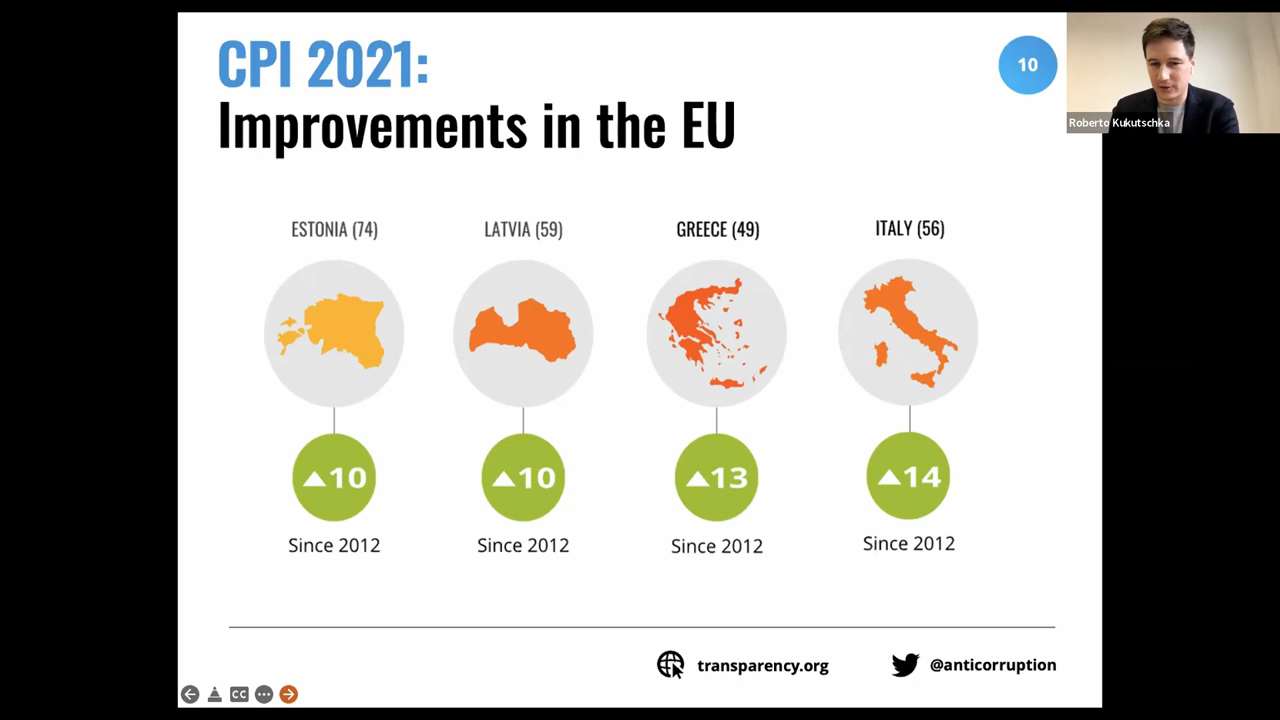 CPI 2021:
Improvements in the EU
10
Roberto Kukutschka
ESTONIA (74)
LATVIA (59)
GREECE (49)
ITALY (56)
▲10
▲10
▲13
▲14
Since 2012
Since 2012
Since 2012
Since 2012
transparency.org
@anticorruption
CC